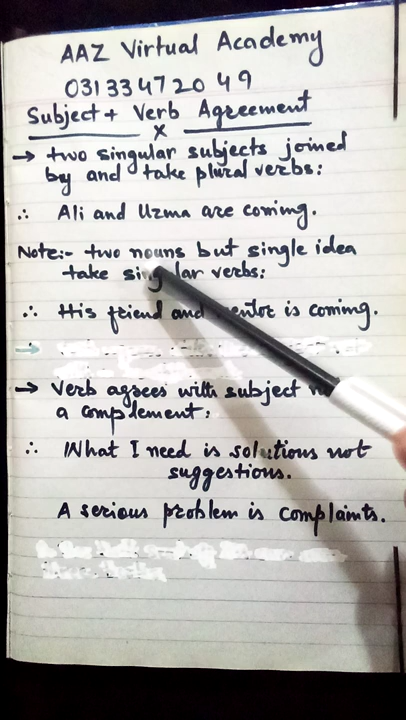 AAZ Virtual Academy
03133472049
Subject + Verb Agreement
x
→ two singular subjects joined
by and take plural verbs:
∴ Ali and Uzma are coming.
Note:- two nouns but single idea
take verbs:
∴ His friend and is coming.
→
→ Verb agrees with subject
a complement:
∴ What I need is solutions not
suggestions.
A serious problem is complaints.